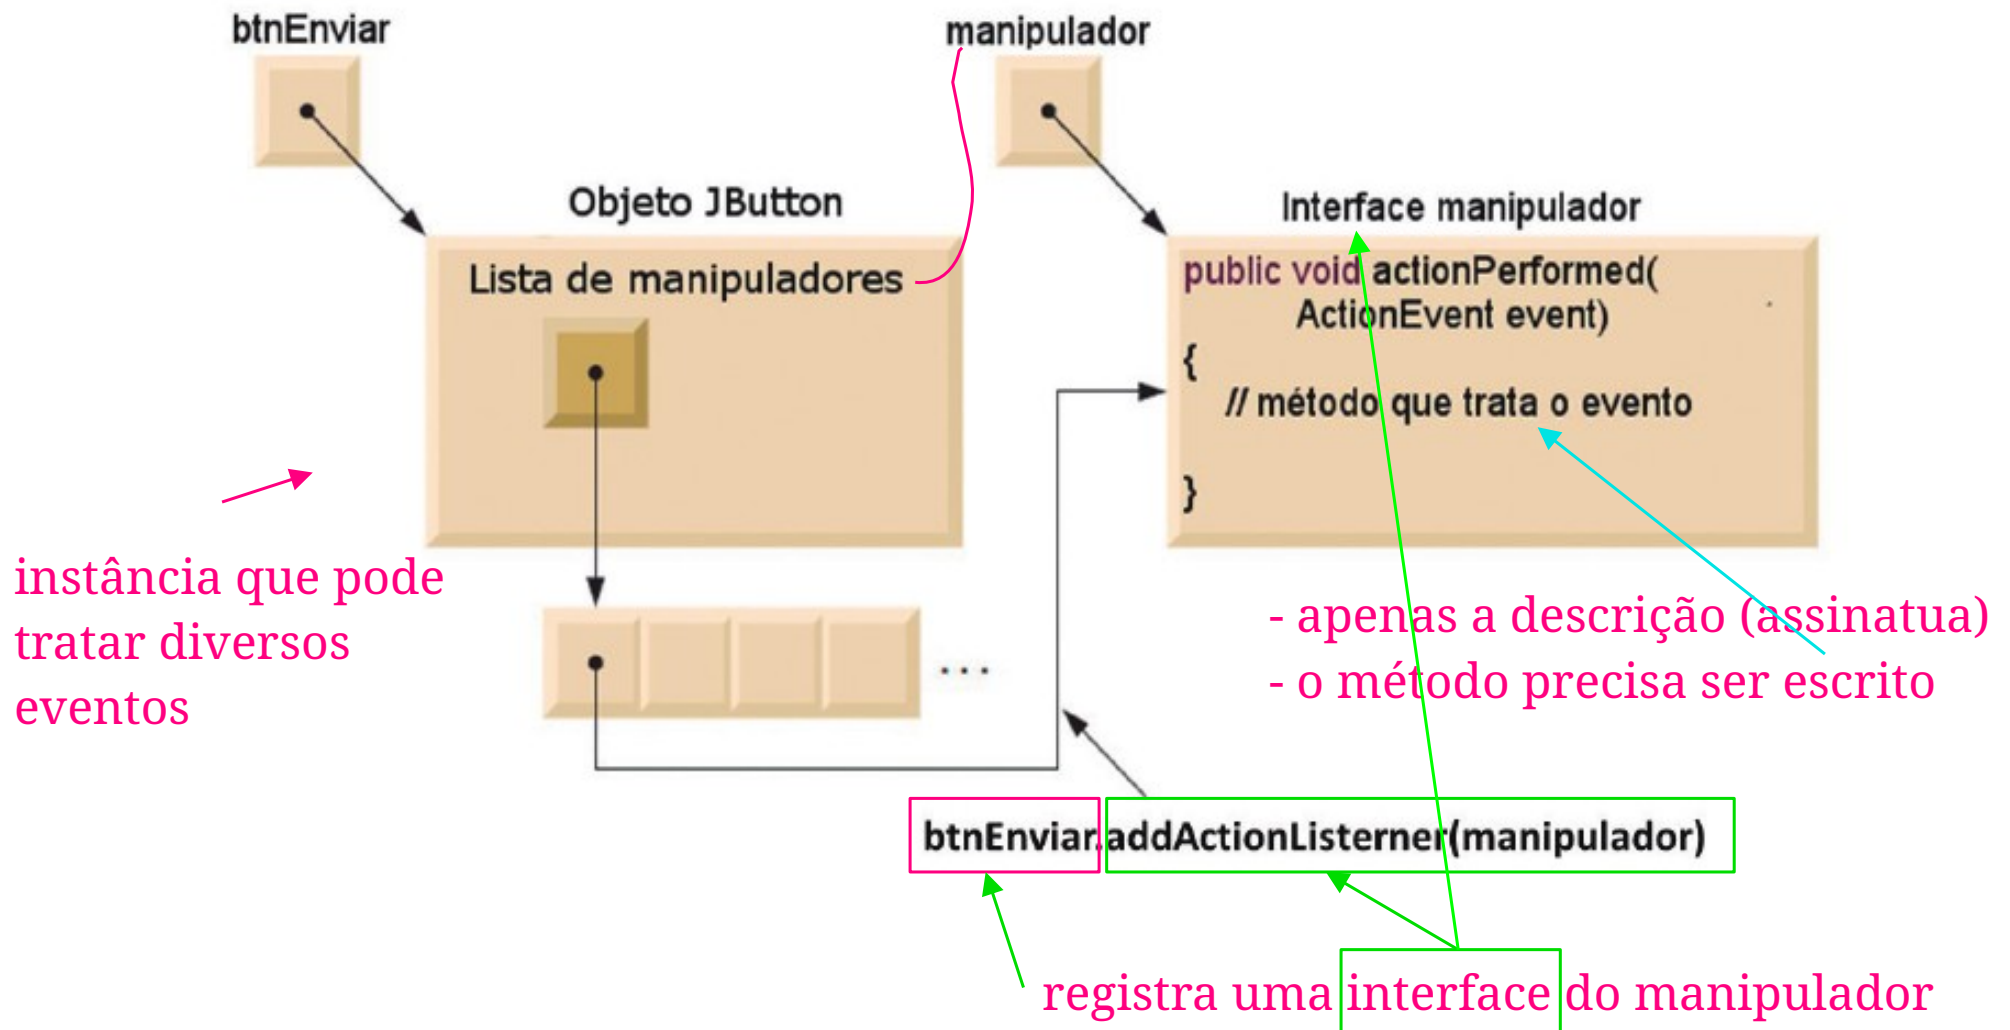 btnEnviar
manipulador
Objeto JButton
Interface manipulador
Lista de manipuladores
public void actionPerformed(
ActionEvent event)
{
// método que trata o evento
}
instância que pode
tratar diversos
eventos
- apenas a descrição (assinatua)
- o método precisa ser escrito
...
btnEnviar.addActionListerner(manipulador)
registra uma interface do manipulador